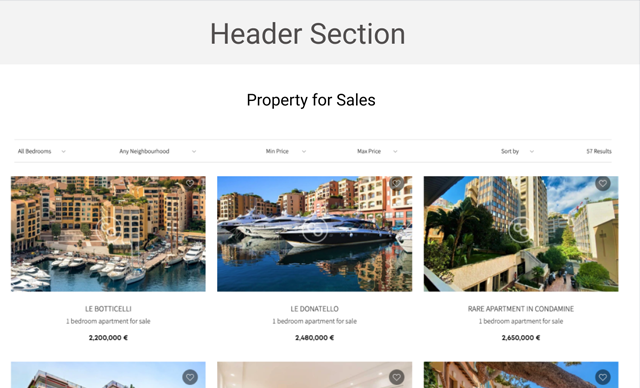 Header Section
Property for Sales
All Bedrooms Any Neighbourhood Min Price Max Price Sort by 57 Results
LE BOTTICELLI LE DONATELLO RARE APARTMENT IN CONDAMINE
1 bedroom apartment for sale 1 bedroom apartment for sale 1 bedroom apartment for sale
2,200,000 € 2,480,000 € 2,650,000 €